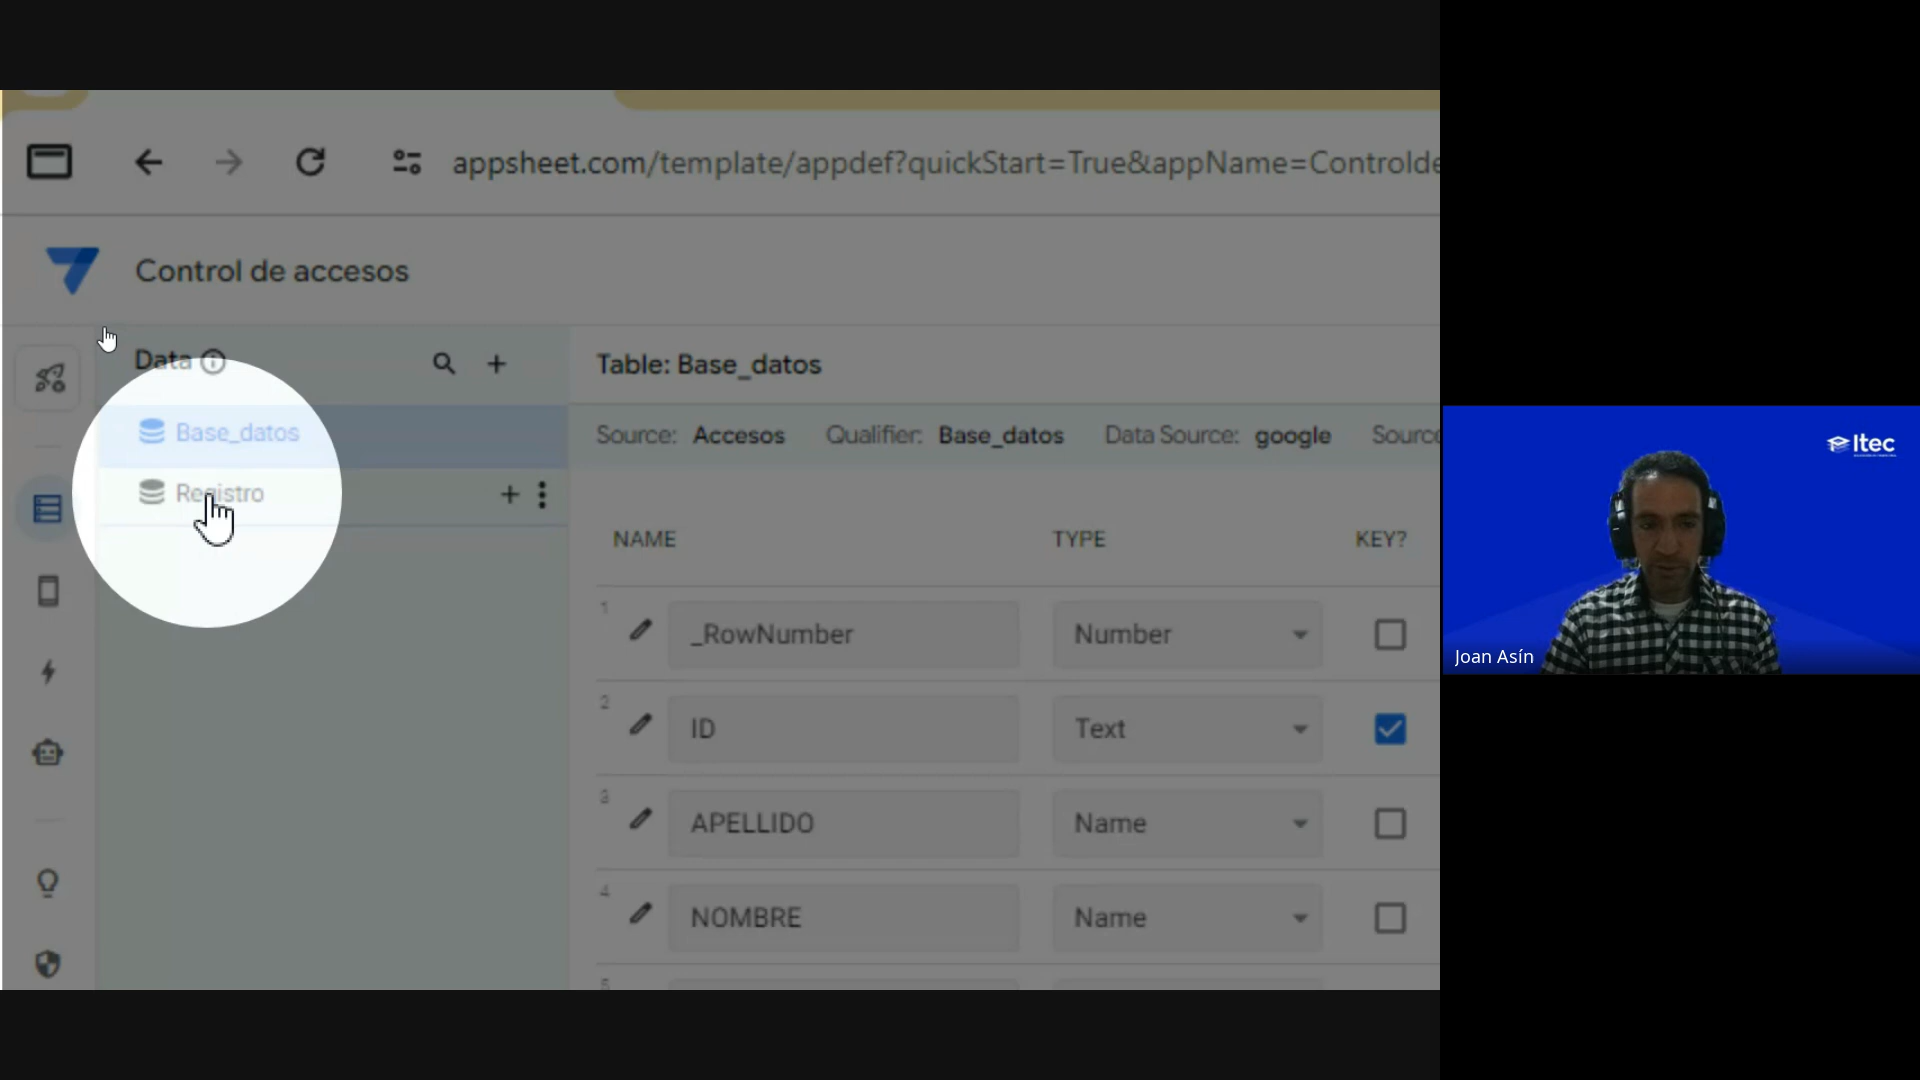 appsheet.com/template/appdef?quickStart=True&appName=Controlde
Control de accesos
Data
Base_datos
Registro
Table: Base_datos
Source: Accesos Qualifier: Base_datos Data Source: google Source
NAME TYPE KEY?
1 _RowNumber Number
2 ID Text
3 APELLIDO Name
4 NOMBRE Name
5
Itec
Joan Asín